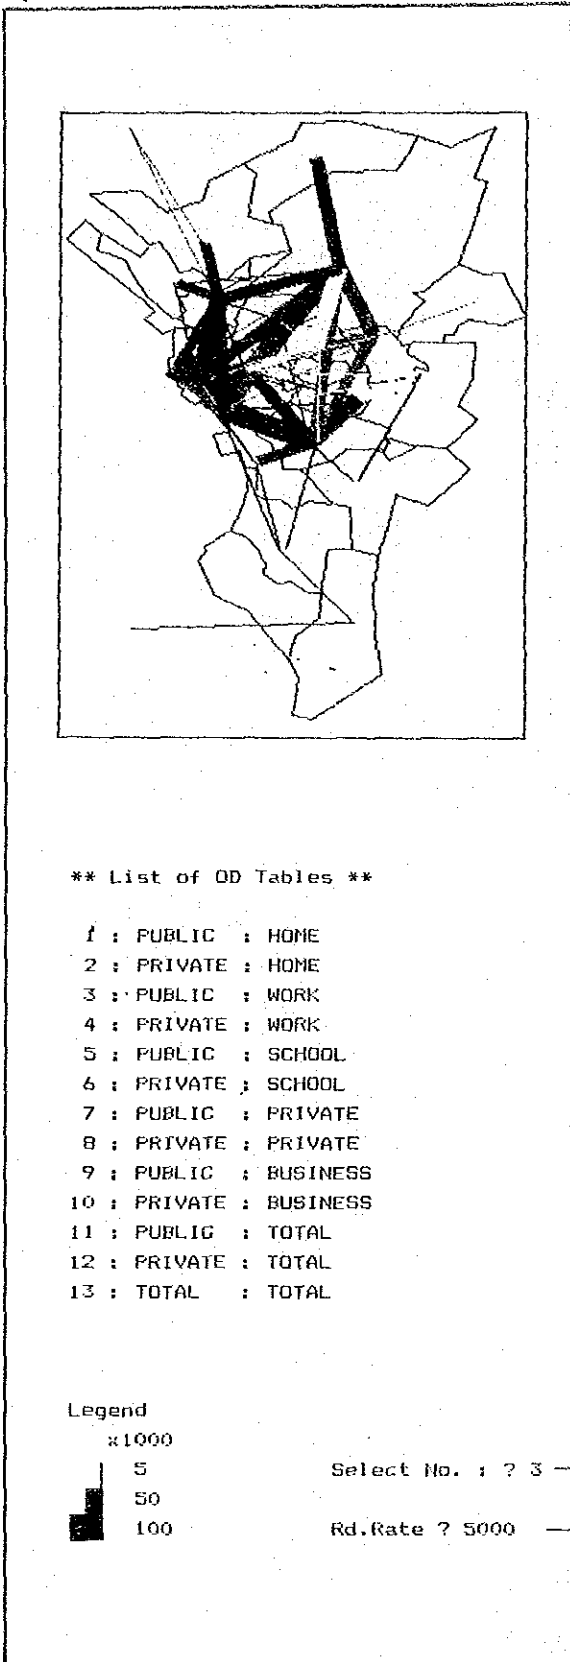 ** List of OD Tables **
1 : PUBLIC : HOME
2 : PRIVATE : HOME
3 : PUBLIC : WORK
4 : PRIVATE : WORK
5 : PUBLIC : SCHOOL
6 : PRIVATE : SCHOOL
7 : PUBLIC : PRIVATE
8 : PRIVATE : PRIVATE
9 : PUBLIC : BUSINESS
10 : PRIVATE : BUSINESS
11 : PUBLIC : TOTAL
12 : PRIVATE : TOTAL
13 : TOTAL : TOTAL
Legend
x1000
5
50
100
Select No. : ? 3
Rd.Rate ? 5000